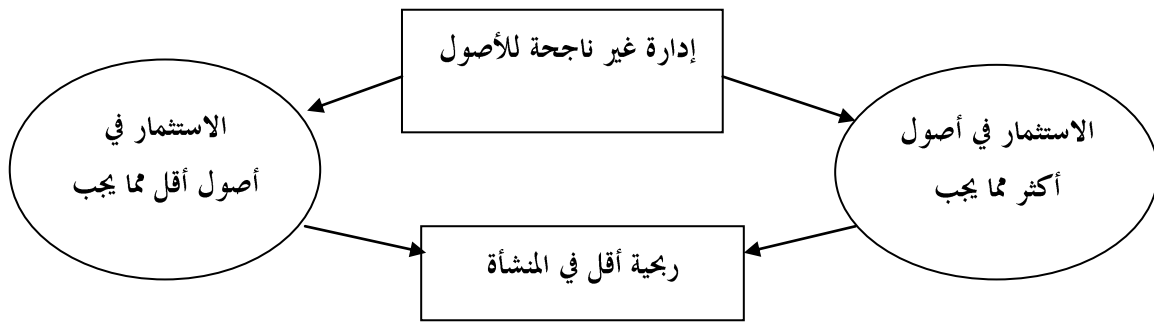 إدارة غير ناجحة للأصول
الاستثمار في أصول
أكثر مما يجب
الاستثمار في
أصول أقل مما يجب
ربحية أقل في المنشأة